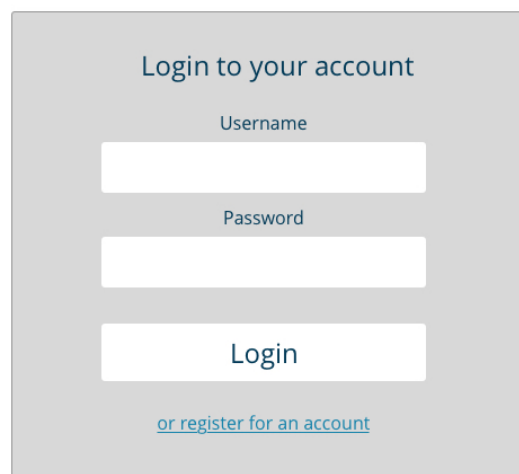 Login to your account
Username
Password
Login
or register for an account